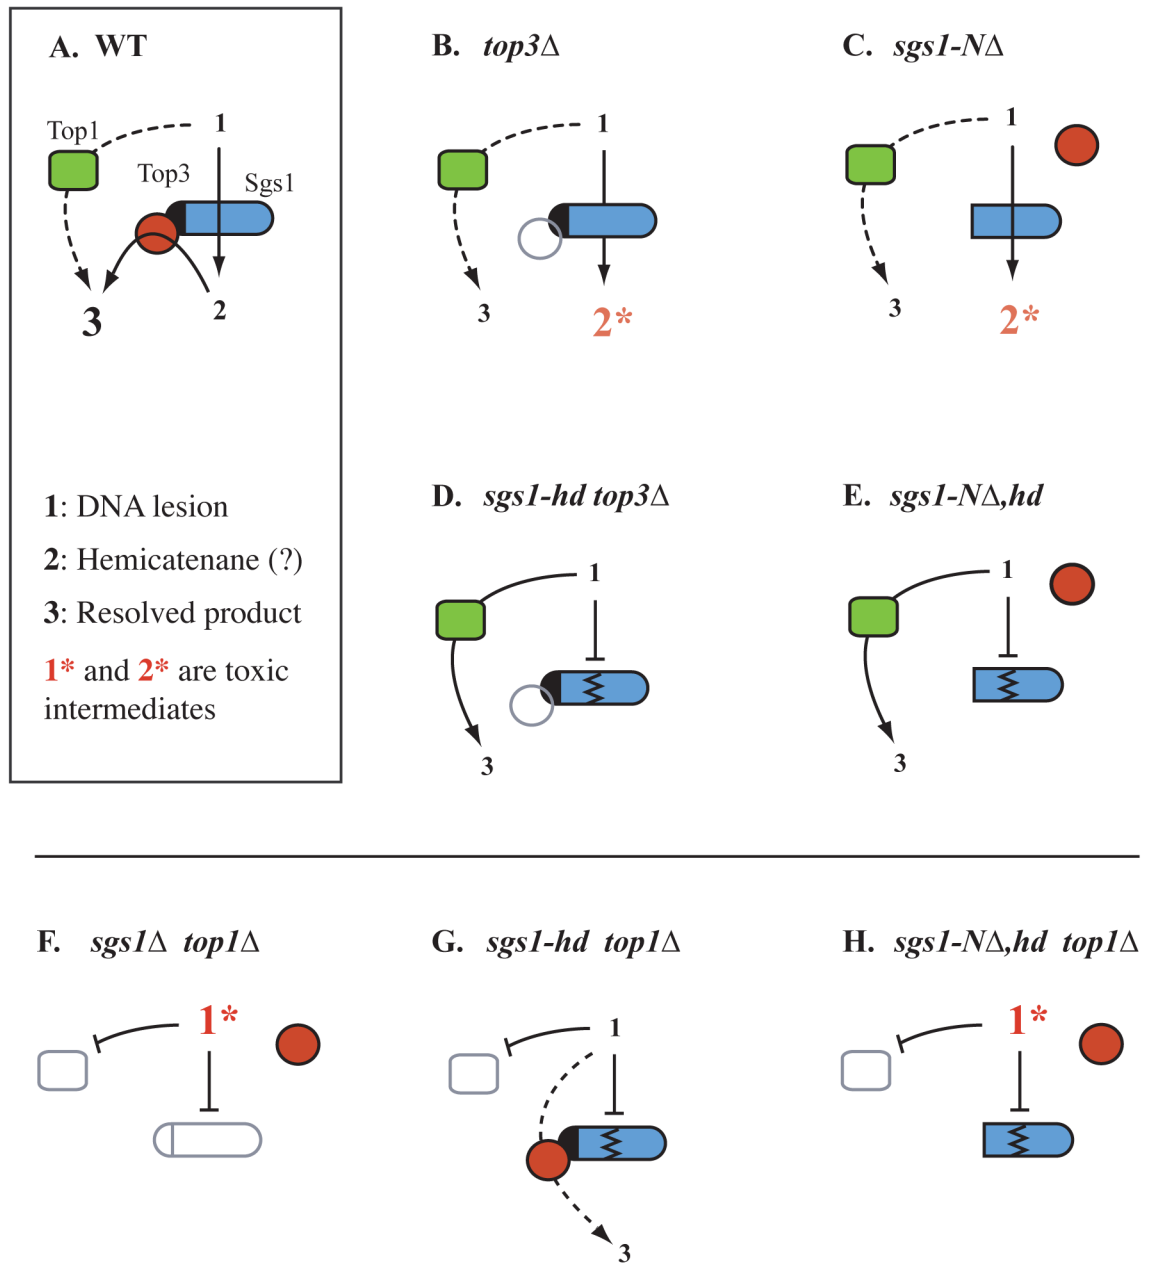 A. WT
Top1
1
Top3
Sgs1
3
2
1: DNA lesion
2: Hemicatenane (?)
3: Resolved product
1* and 2* are toxic
intermediates
B. top3Δ
1
3
2*
C. sgs1-NΔ
1
3
2*
D. sgs1-hd top3Δ
1
3
E. sgs1-NΔ,hd
1
3
F. sgs1Δ top1Δ
1*
G. sgs1-hd top1Δ
1
3
H. sgs1-NΔ,hd top1Δ
1*